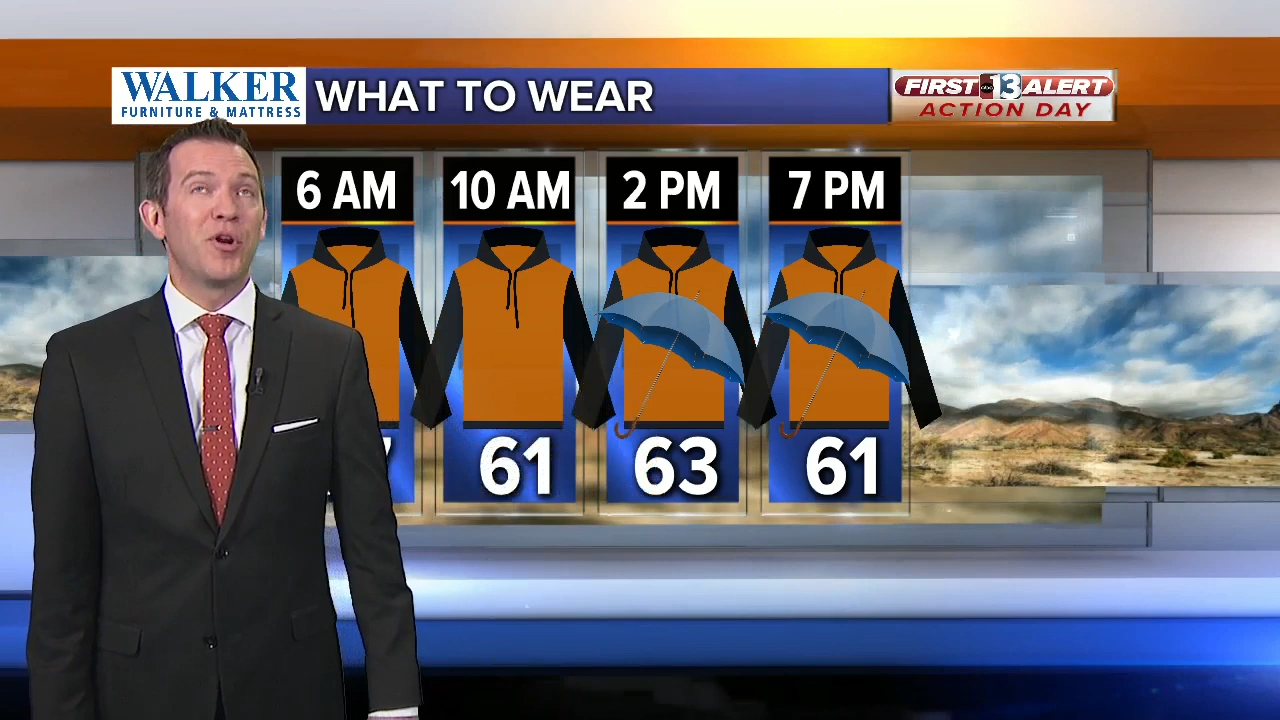 WALKER
FURNITURE & MATTRESS
WHAT TO WEAR
FIRST abc 13 ALERT
ACTION DAY
6 AM 10 AM 2 PM 7 PM
61 63 61